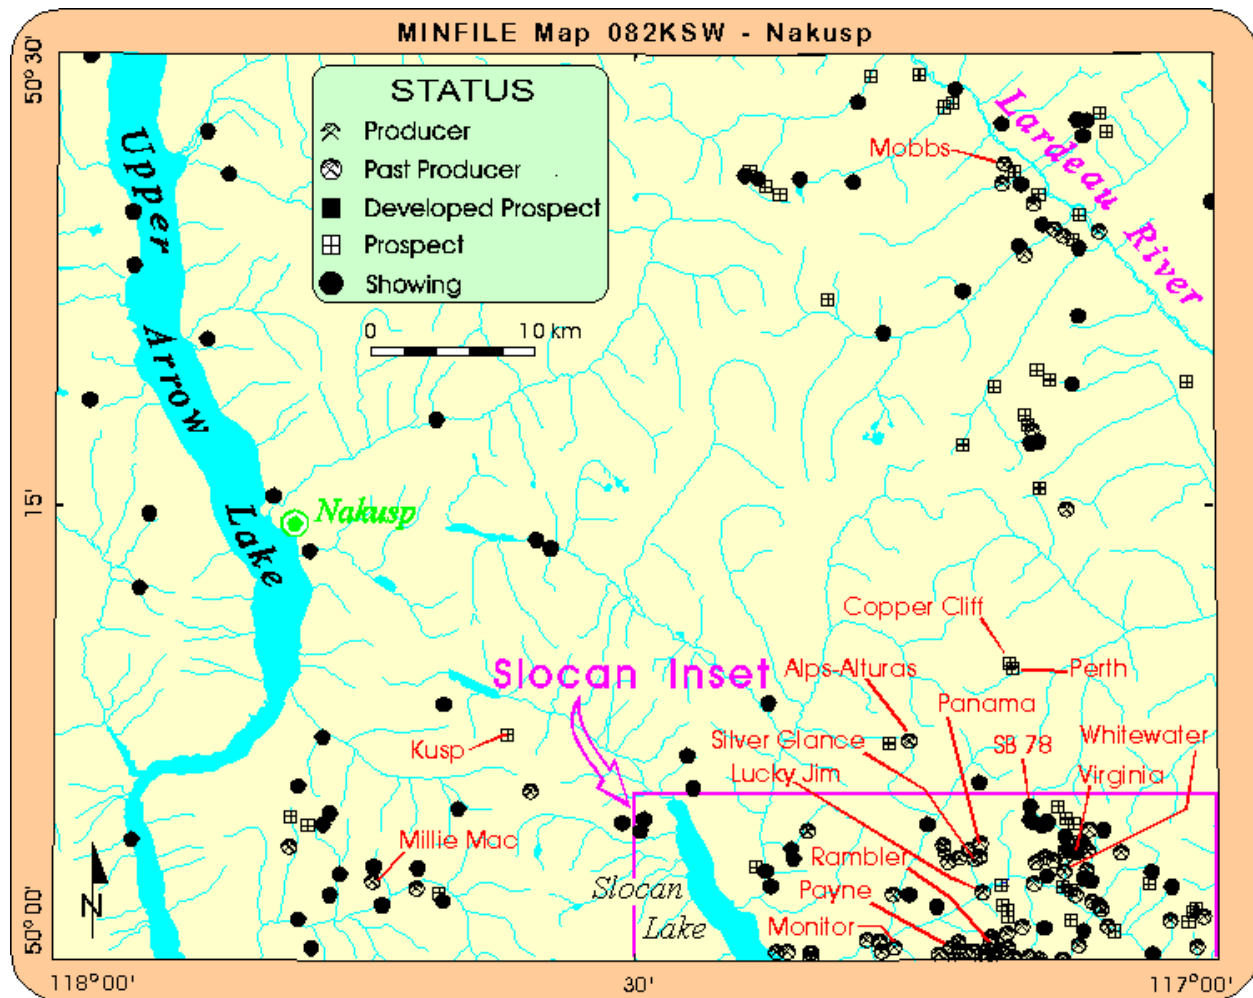 MINFILE Map 082KSW - Nakusp
50°30'
STATUS
Producer
Past Producer
Developed Prospect
Prospect
Showing
0 10 km
Upper Arrow Lake
Lardeau River
Mobbs
15'
Nakusp
Copper Cliff
Alps-Alturas
Perth
Slocan Inset
Panama
Whitewater
Kusp
Silver Glance
SB 78
Lucky Jim
Virginia
Millie Mac
Rambler
Slocan
Lake
Payne
Monitor
N
50°00'
118°00'
30'
117°00'